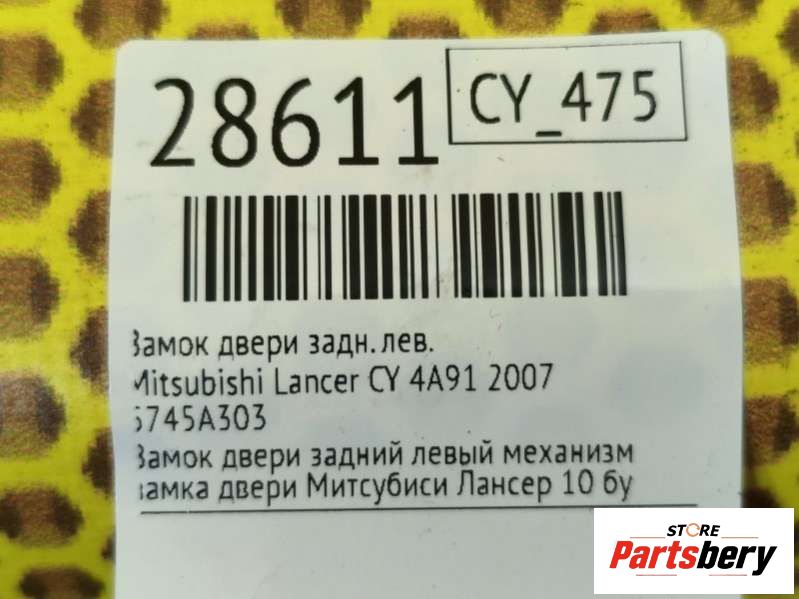 28611
CY_475
Замок двери задн.лев.
Mitsubishi Lancer CY 4A91 2007
5745A303
Замок двери задний левый механизм
замка двери Митсубиси Лансер 10 бу
STORE
Partsbery